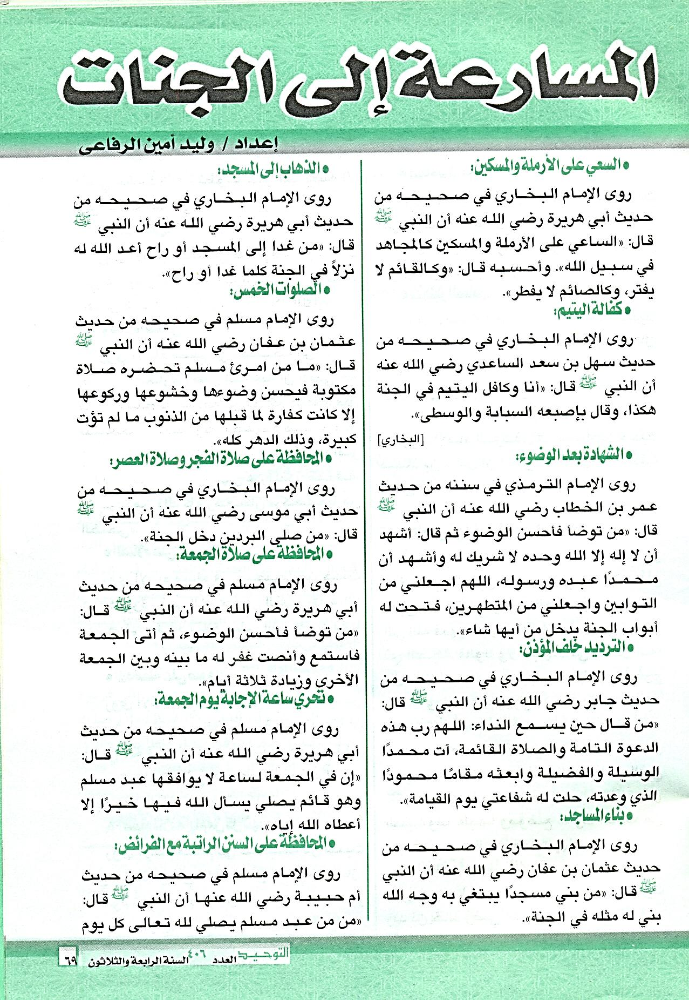 المسارعة إلى الجنات
إعداد / وليد أمين الرفاعى
• السعي على الأرملة والمسكين:
روى الإمام البخاري في صحيحه من
حديث أبي هريرة رضي الله عنه أن النبي ﷺ
قال: «الساعي على الأرملة والمسكين كالمجاهد
في سبيل الله». وأحسبه قال: «وكالقائم لا
يفتر، وكالصائم لا يفطر».
• كفالة اليتيم:
روى الإمام البخاري في صحيحه من
حديث سهل بن سعد الساعدي رضي الله عنه
أن النبي ﷺ قال: «أنا وكافل اليتيم في الجنة
هكذا، وقال بإصبعه السبابة والوسطى».
[البخاري]
• الشهادة بعد الوضوء:
روى الإمام الترمذي في سننه من حديث
عمر بن الخطاب رضي الله عنه أن النبي ﷺ
قال: «من توضأ فأحسن الوضوء ثم قال: أشهد
أن لا إله إلا الله وحده لا شريك له وأشهد أن
محمدًا عبده ورسوله، اللهم اجعلني من
التوابين واجعلني من المتطهرين، فتحت له
أبواب الجنة يدخل من أيها شاء».
• الترديد خلف المؤذن:
روى الإمام البخاري في صحيحه من
حديث جابر رضي الله عنه أن النبي ﷺ قال:
«من قال حين يسمع النداء: اللهم رب هذه
الدعوة التامة والصلاة القائمة، آت محمدًا
الوسيلة والفضيلة وابعثه مقامًا محمودًا
الذي وعدته، حلت له شفاعتي يوم القيامة».
• بناء المساجد:
روى الإمام البخاري في صحيحه من
حديث عثمان بن عفان رضي الله عنه أن النبي
ﷺ قال: «من بني مسجدًا يبتغي به وجه الله
بني له مثله في الجنة».
• الذهاب إلى المسجد:
روى الإمام البخاري في صحيحه من
حديث أبي هريرة رضي الله عنه أن النبي ﷺ
قال: «من غدا إلى المسجد أو راح أعد الله له
نزلاً في الجنة كلما غدا أو راح».
• الصلوات الخمس:
روى الإمام مسلم في صحيحه من حديث
عثمان بن عفان رضي الله عنه أن النبي ﷺ
قال: «ما من امرئ مسلم تحضره صلاة
مكتوبة فيحسن وضوءها وخشوعها وركوعها
إلا كانت كفارة لما قبلها من الذنوب ما لم تؤت
كبيرة، وذلك الدهر كله».
• المحافظة على صلاة الفجر وصلاة العصر:
روى الإمام البخاري في صحيحه من
حديث أبي موسى رضي الله عنه أن النبي ﷺ
قال: «من صلى البردين دخل الجنة».
• المحافظة على صلاة الجمعة:
روى الإمام مسلم في صحيحه من حديث
أبي هريرة رضي الله عنه أن النبي ﷺ قال:
«من توضأ فأحسن الوضوء، ثم أتى الجمعة
فاستمع وأنصت غفر له ما بينه وبين الجمعة
الأخرى وزيادة ثلاثة أيام».
• تحري ساعة الإجابة يوم الجمعة:
روى الإمام مسلم في صحيحه من حديث
أبي هريرة رضي الله عنه أن النبي ﷺ قال:
«إن في الجمعة لساعة لا يوافقها عبد مسلم
وهو قائم يصلي يسأل الله فيها خيرًا إلا
أعطاه الله إياه».
• المحافظة على السنن الراتبة مع الفرائض:
روى الإمام مسلم في صحيحه من حديث
أم حبيبة رضي الله عنها أن النبي ﷺ قال:
«من من عبد مسلم يصلي لله تعالى كل يوم
التوحيد العدد ٤٠٦ السنة الرابعة والثلاثون ٦٩